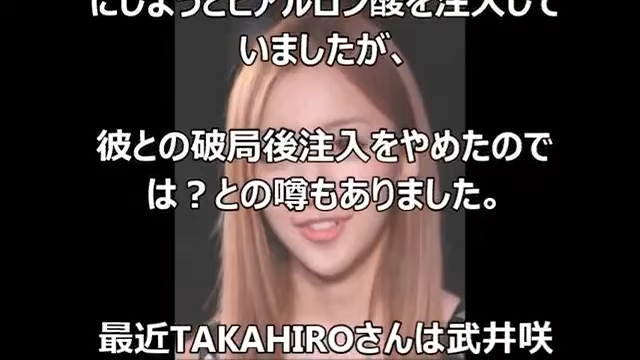 にしようとヒアルロン酸を注入して
いましたが、
彼との破局後注入をやめたので
は？との噂もありました。
最近TAKAHIROさんは武井咲